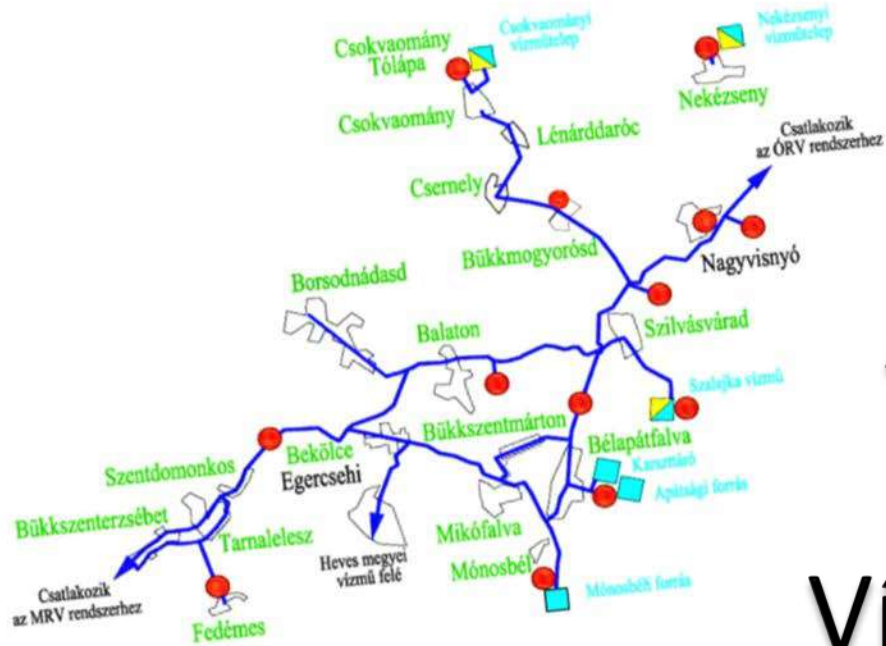 Csokvaományi
vízműtelep
Csokvaomány
Tólápa
Nekézsenyi
vízműtelep
Nekézseny
Csokvaomány
Lénárddaróc
Csatlakozik
az ÓRV rendszerhez
Csernely
Bükkmogyorósd
Nagyvisnyó
Borsodnádasd
Balaton
Szilvásvárad
Szalajka vízmű
Bükkszentmárton
Bélapátfalva
Bekölce
Egercsehi
Szentdomonkos
Apátsági forrás
Bükkszenterzsébet
Tarnalelesz
Mikófalva
Mónosbél
Heves megyei
vízmű felé
Mónosbéli forrás
Csatlakozik
az MRV rendszerhez
Fedémes
Ví